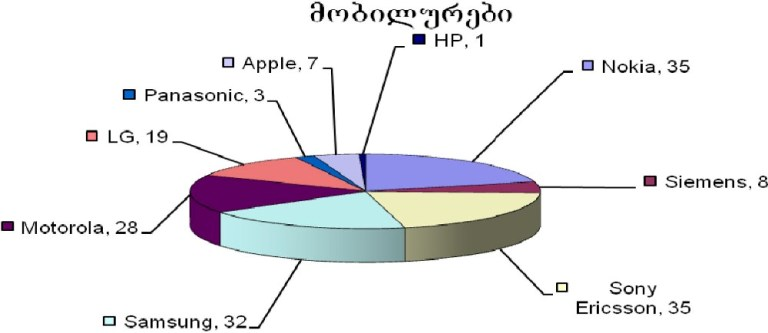 მობილურები
HP, 1
Apple, 7
Nokia, 35
Panasonic, 3
LG, 19
Siemens, 8
Motorola, 28
Sony
Ericsson, 35
Samsung, 32